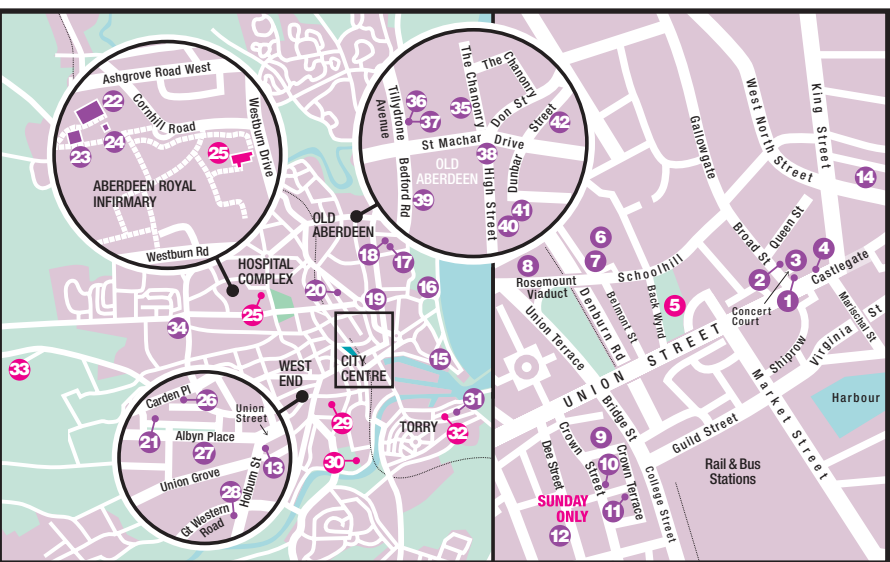 Ashgrove Road West
22
Cornhill Road
Westburn Drive
23
24
25
ABERDEEN ROYAL
INFIRMARY
Westburn Rd
HOSPITAL
COMPLEX
25
OLD
ABERDEEN
Tillydrone
Avenue
36
37
35
The Chanonry
The Chanonry
Don St
42
St Machar Drive
38
OLD
ABERDEEN
Bedford Rd
39
High Street
Dunbar Street
41
40
18
17
20
19
16
34
33
15
CITY
CENTRE
WEST
END
31
32
TORRY
29
30
Carden Pl
26
Union
Street
21
Albyn Place
27
13
Union Grove
Holburn St
28
Gt Western
Road
King Street
West North Street
Gallowgate
14
6
7
8
Rosemount
Viaduct
Schoolhill
Denburn Rd
Belmont St
Back Wynd
5
Union Terrace
Broad St
Queen St
3
4
2
1
Castlegate
Concert
Court
Marischal St
Virginia St
Shiprow
UNION STREET
Market Street
Harbour
Guild Street
Bridge St
9
10
11
Crown Street
Crown Terrace
Dee Street
College Street
Rail & Bus
Stations
SUNDAY
ONLY
12